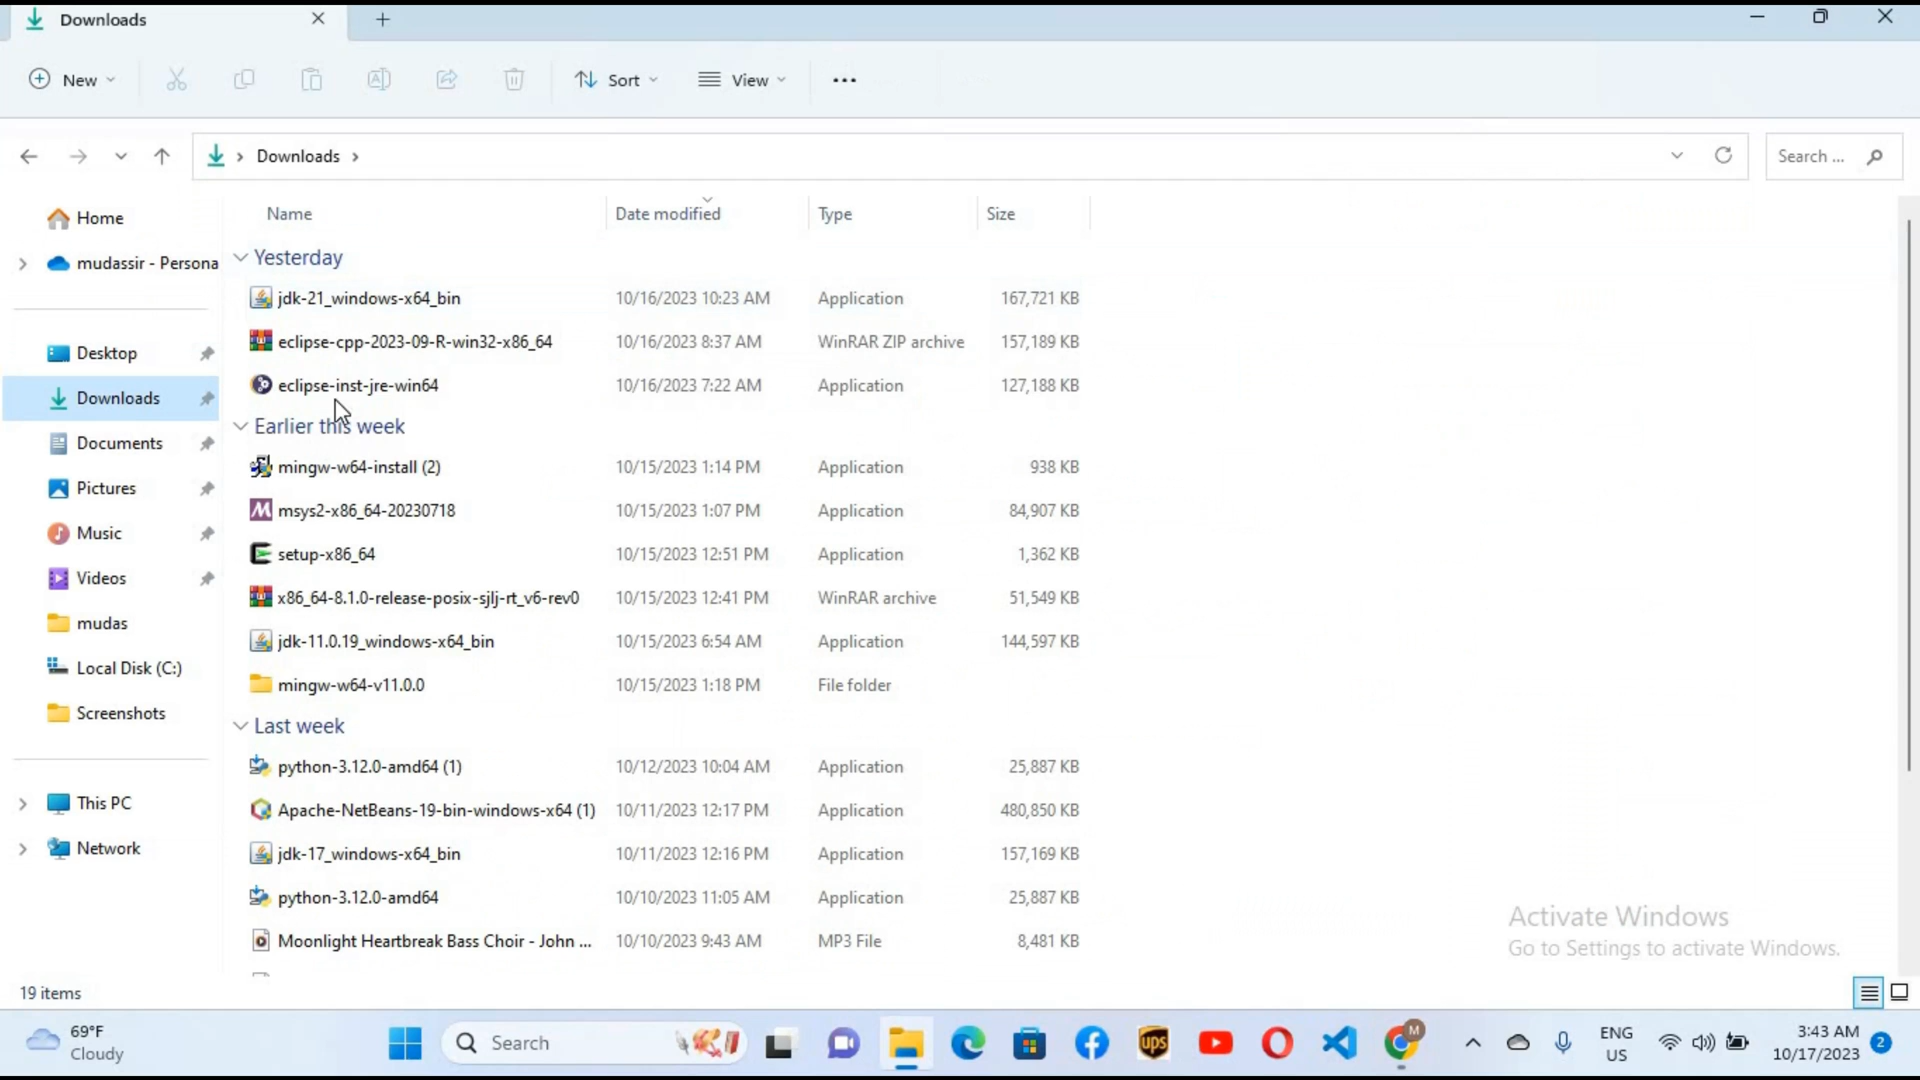 Downloads
New
Sort
View
Downloads
Search ...
Home
mudassir - Persona
Desktop
Downloads
Documents
Pictures
Music
Videos
mudas
Local Disk (C:)
Screenshots
This PC
Network
Name Date modified Type Size
Yesterday
jdk-21_windows-x64_bin 10/16/2023 10:23 AM Application 167,721 KB
eclipse-cpp-2023-09-R-win32-x86_64 10/16/2023 8:37 AM WinRAR ZIP archive 157,189 KB
eclipse-inst-jre-win64 10/16/2023 7:22 AM Application 127,188 KB
Earlier this week
mingw-w64-install (2) 10/15/2023 1:14 PM Application 938 KB
msys2-x86_64-20230718 10/15/2023 1:07 PM Application 84,907 KB
setup-x86_64 10/15/2023 12:51 PM Application 1,362 KB
x86_64-8.1.0-release-posix-sjlj-rt_v6-rev0 10/15/2023 12:41 PM WinRAR archive 51,549 KB
jdk-11.0.19_windows-x64_bin 10/15/2023 6:54 AM Application 144,597 KB
mingw-w64-v11.0.0 10/15/2023 1:18 PM File folder
Last week
python-3.12.0-amd64 (1) 10/12/2023 10:04 AM Application 25,887 KB
Apache-NetBeans-19-bin-windows-x64 (1) 10/11/2023 12:17 PM Application 480,850 KB
jdk-17_windows-x64_bin 10/11/2023 12:16 PM Application 157,169 KB
python-3.12.0-amd64 10/10/2023 11:05 AM Application 25,887 KB
Moonlight Heartbreak Bass Choir - John ... 10/10/2023 9:43 AM MP3 File 8,481 KB
Activate Windows
Go to Settings to activate Windows.
19 items
69°F
Cloudy
Search
ups
M
ENG
US
3:43 AM
10/17/2023
2